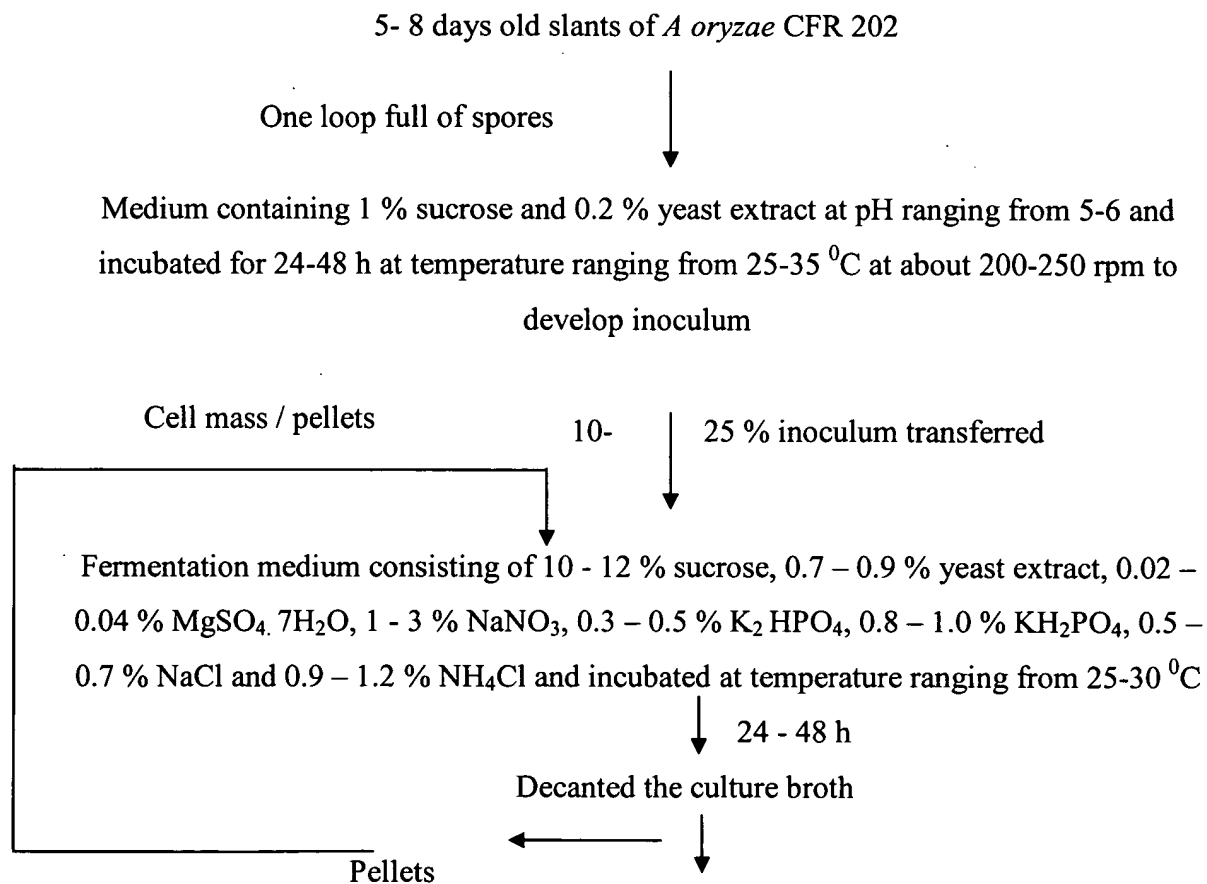 5- 8 days old slants of A oryzae CFR 202
One loop full of spores
Medium containing 1 % sucrose and 0.2 % yeast extract at pH ranging from 5-6 and
incubated for 24-48 h at temperature ranging from 25-35 ⁰C at about 200-250 rpm to
develop inoculum
Cell mass / pellets
10- 25 % inoculum transferred
Fermentation medium consisting of 10 - 12 % sucrose, 0.7 – 0.9 % yeast extract, 0.02 –
0.04 % MgSO₄. 7H₂O, 1 - 3 % NaNO₃, 0.3 – 0.5 % K₂ HPO₄, 0.8 – 1.0 % KH₂PO₄, 0.5 –
0.7 % NaCl and 0.9 – 1.2 % NH₄Cl and incubated at temperature ranging from 25-30 ⁰C
24 - 48 h
Decanted the culture broth
Pellets